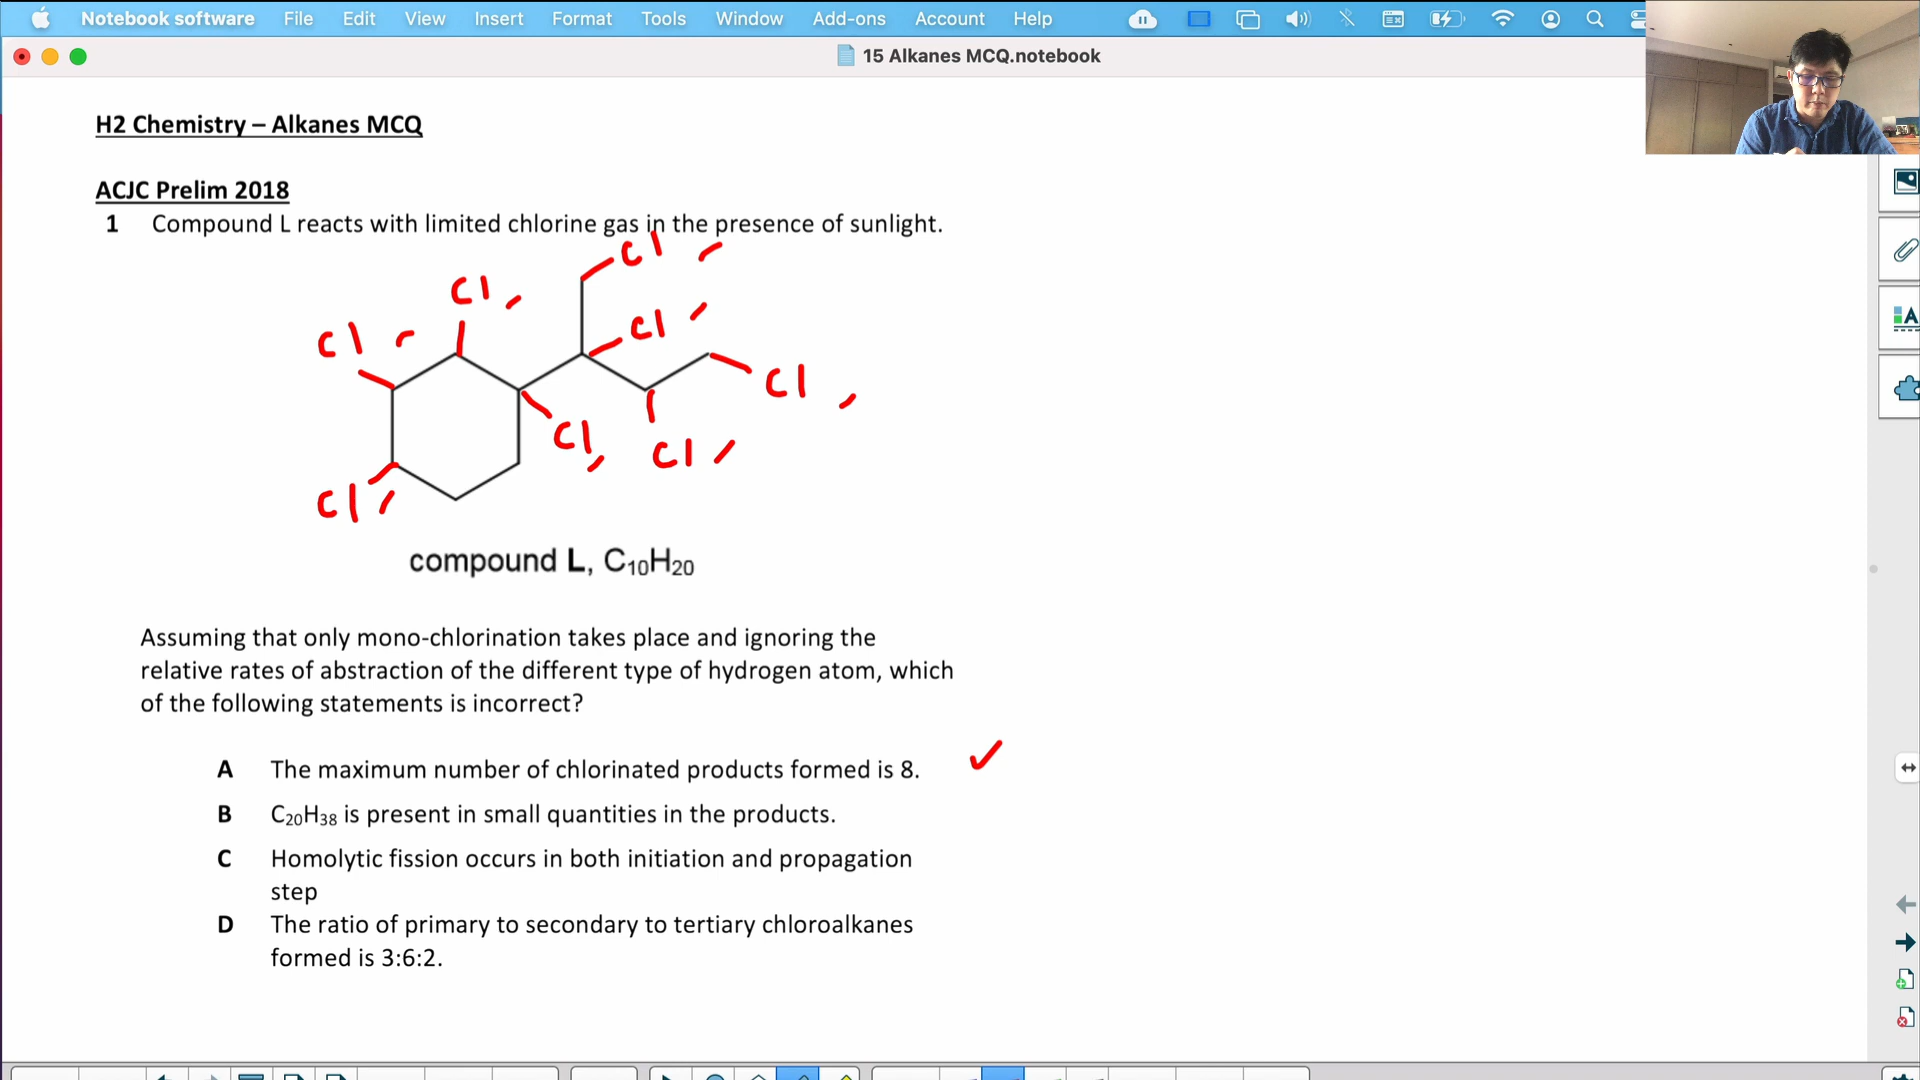 Notebook software File Edit View Insert Format Tools Window Add-ons Account Help
15 Alkanes MCQ.notebook
H2 Chemistry – Alkanes MCQ
ACJC Prelim 2018
1 Compound L reacts with limited chlorine gas in the presence of sunlight.
Cl
Cl
Cl
Cl
Cl
Cl
Cl
Cl
compound L, C₁₀H₂₀
Assuming that only mono-chlorination takes place and ignoring the
relative rates of abstraction of the different type of hydrogen atom, which
of the following statements is incorrect?
A The maximum number of chlorinated products formed is 8.
B C₂₀H₃₈ is present in small quantities in the products.
C Homolytic fission occurs in both initiation and propagation
step
D The ratio of primary to secondary to tertiary chloroalkanes
formed is 3:6:2.
A